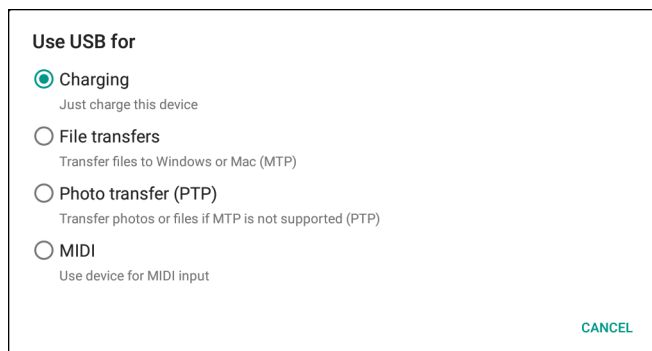 Use USB for
Charging
Just charge this device
File transfers
Transfer files to Windows or Mac (MTP)
Photo transfer (PTP)
Transfer photos or files if MTP is not supported (PTP)
MIDI
Use device for MIDI input
CANCEL